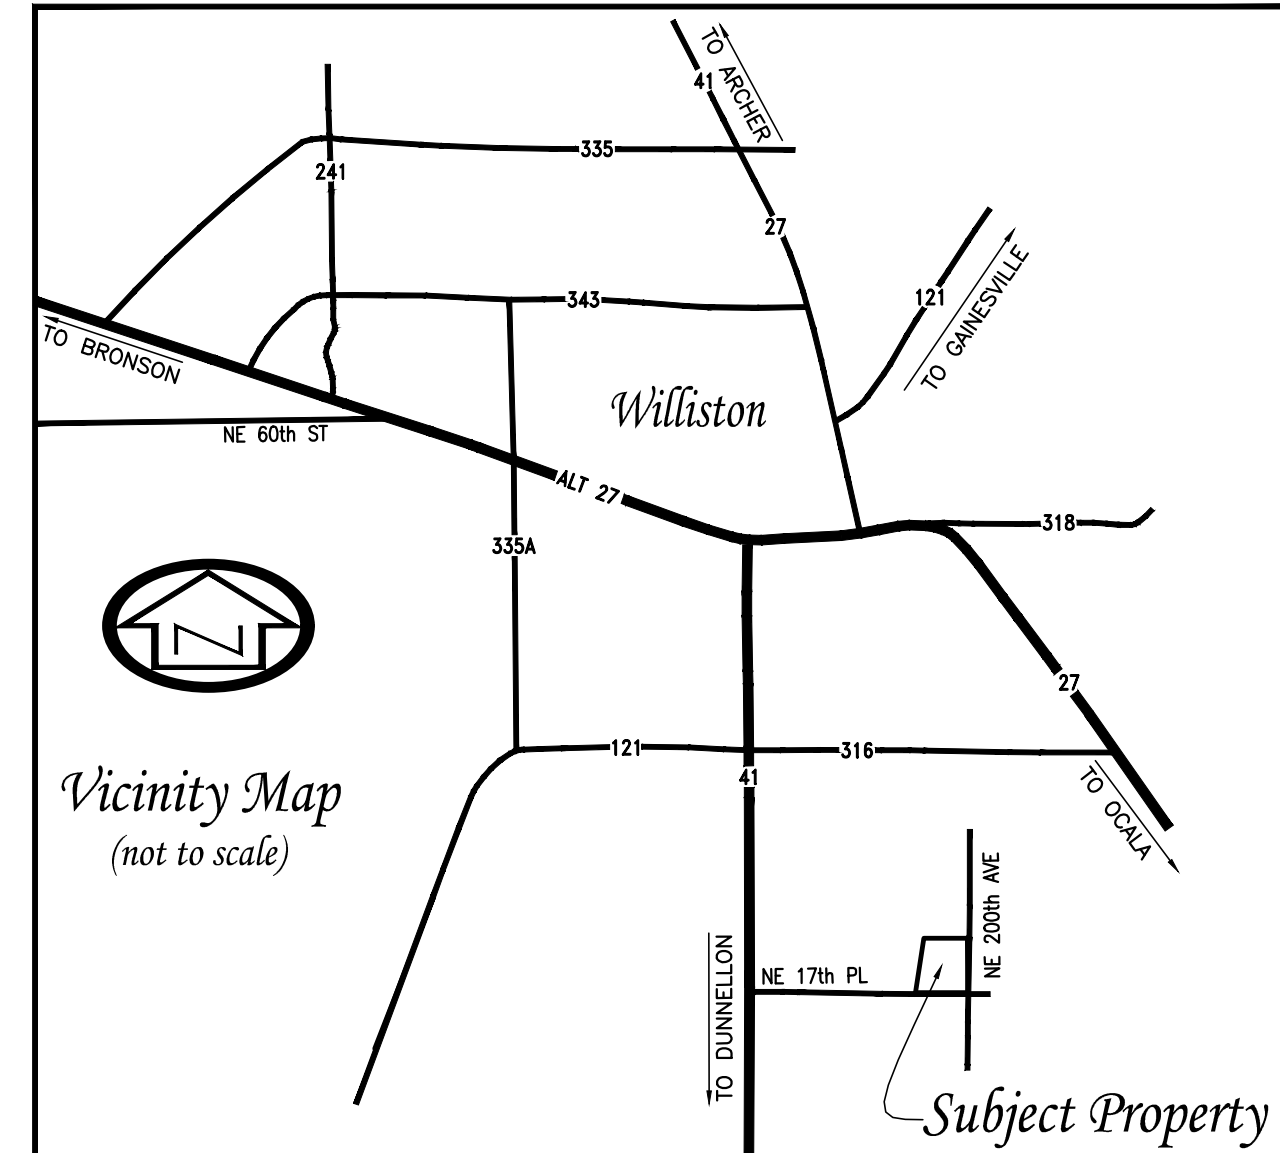 TO ARCHER
41
335
241
27
121
TO GAINESVILLE
343
TO BRONSON
Williston
NE 60th ST
ALT 27
318
335A
N
27
121
316
41
Vicinity Map
(not to scale)
TO OCALA
NE 200th AVE
TO DUNNELLON
NE 17th PL
Subject Property